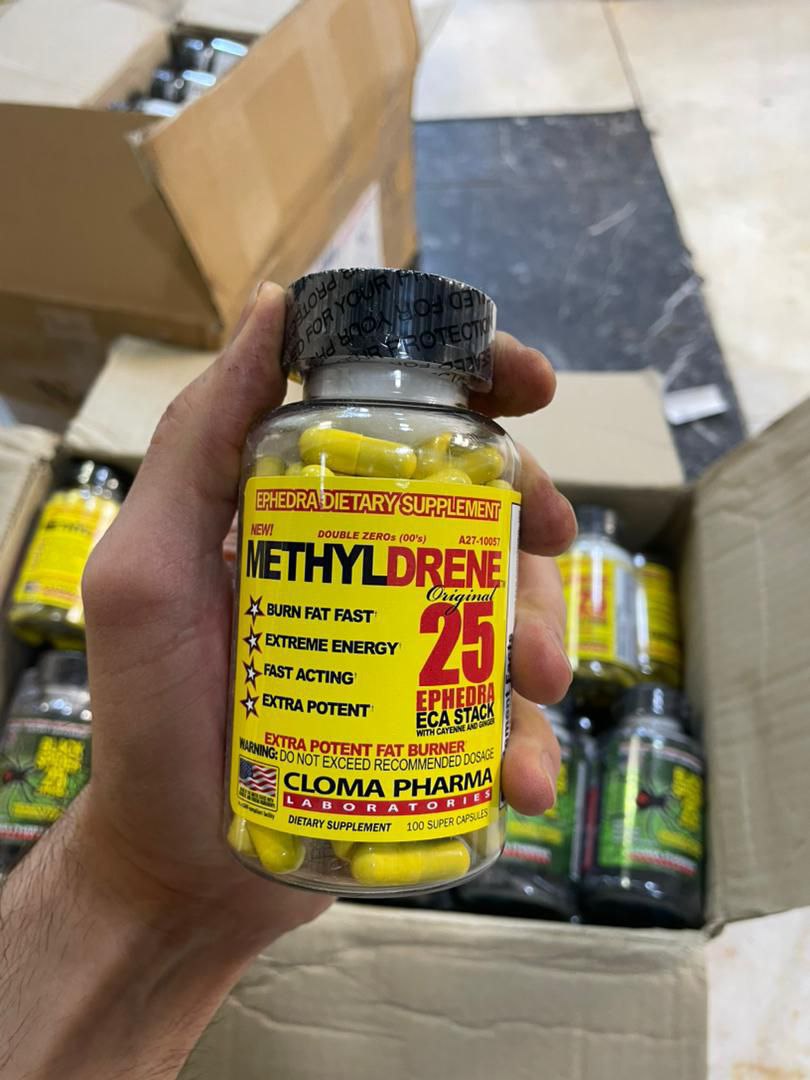 SEALED FOR YOUR PROTECTION
EPHEDRA DIETARY SUPPLEMENT
NEW!
DOUBLE ZEROs (00's)
A27-10057
METHYLDRENE™
Original
25
BURN FAT FAST†
EXTREME ENERGY†
FAST ACTING†
EXTRA POTENT†
EPHEDRA
ECA STACK
WITH CAYENNE AND GINGER
EXTRA POTENT FAT BURNER†
WARNING: DO NOT EXCEED RECOMMENDED DOSAGE
CLOMA PHARMA
LABORATORIES
DIETARY SUPPLEMENT
100 SUPER CAPSULES